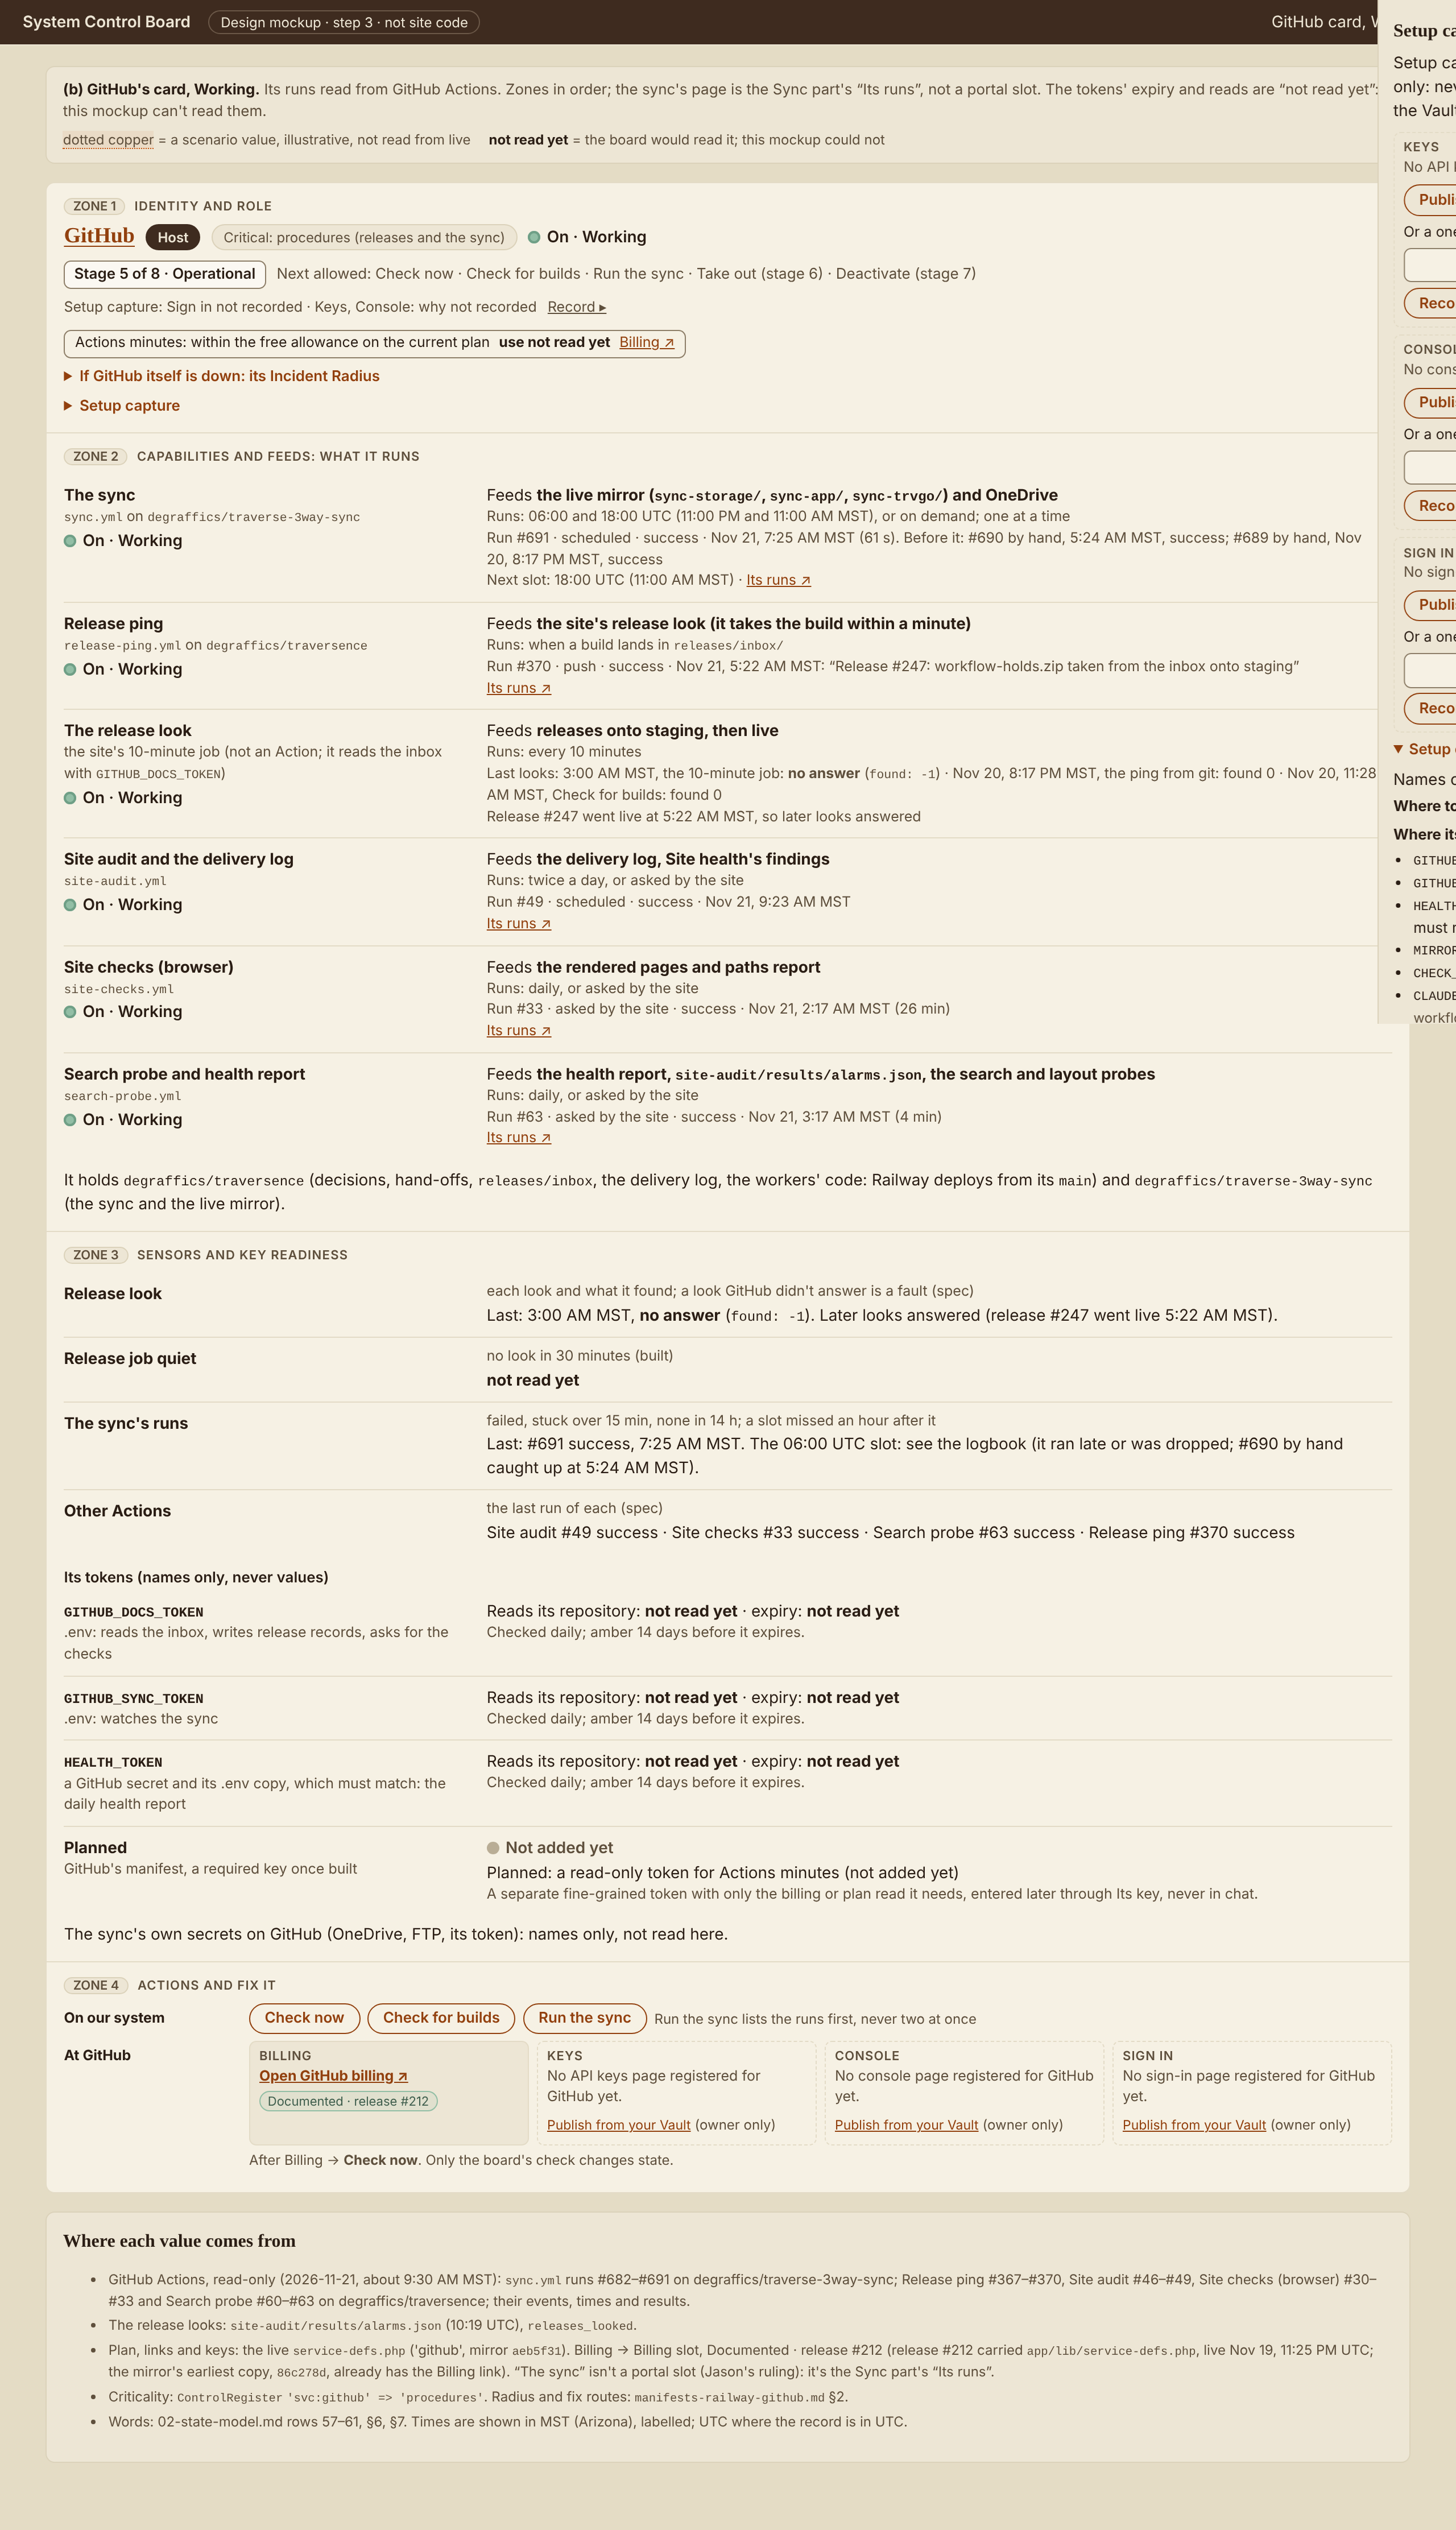 System Control Board
Design mockup · step 3 · not site code
GitHub card,
(b) GitHub's card, Working. Its runs read from GitHub Actions. Zones in order; the sync's page is the Sync part's “Its runs”, not a portal slot. The tokens' expiry and reads are “not read yet”:
this mockup can't read them.
dotted copper = a scenario value, illustrative, not read from live not read yet = the board would read it; this mockup could not
ZONE 1 IDENTITY AND ROLE
GitHub Host Critical: procedures (releases and the sync) On · Working
Stage 5 of 8 · Operational Next allowed: Check now · Check for builds · Run the sync · Take out (stage 6) · Deactivate (stage 7)
Setup capture: Sign in not recorded · Keys, Console: why not recorded Record ▸
Actions minutes: within the free allowance on the current plan use not read yet Billing ↗
▶ If GitHub itself is down: its Incident Radius
▶ Setup capture
ZONE 2 CAPABILITIES AND FEEDS: WHAT IT RUNS
The sync
sync.yml on degraffics/traverse-3way-sync
On · Working
Feeds the live mirror (sync-storage/, sync-app/, sync-trvgo/) and OneDrive
Runs: 06:00 and 18:00 UTC (11:00 PM and 11:00 AM MST), or on demand; one at a time
Run #691 · scheduled · success · Nov 21, 7:25 AM MST (61 s). Before it: #690 by hand, 5:24 AM MST, success; #689 by hand, Nov
20, 8:17 PM MST, success
Next slot: 18:00 UTC (11:00 AM MST) · Its runs ↗
Release ping
release-ping.yml on degraffics/traversence
On · Working
Feeds the site's release look (it takes the build within a minute)
Runs: when a build lands in releases/inbox/
Run #370 · push · success · Nov 21, 5:22 AM MST: “Release #247: workflow-holds.zip taken from the inbox onto staging”
Its runs ↗
The release look
the site's 10-minute job (not an Action; it reads the inbox
with GITHUB_DOCS_TOKEN)
On · Working
Feeds releases onto staging, then live
Runs: every 10 minutes
Last looks: 3:00 AM MST, the 10-minute job: no answer (found: -1) · Nov 20, 8:17 PM MST, the ping from git: found 0 · Nov 20, 11:28
AM MST, Check for builds: found 0
Release #247 went live at 5:22 AM MST, so later looks answered
Site audit and the delivery log
site-audit.yml
On · Working
Feeds the delivery log, Site health's findings
Runs: twice a day, or asked by the site
Run #49 · scheduled · success · Nov 21, 9:23 AM MST
Its runs ↗
Site checks (browser)
site-checks.yml
On · Working
Feeds the rendered pages and paths report
Runs: daily, or asked by the site
Run #33 · asked by the site · success · Nov 21, 2:17 AM MST (26 min)
Its runs ↗
Search probe and health report
search-probe.yml
On · Working
Feeds the health report, site-audit/results/alarms.json, the search and layout probes
Runs: daily, or asked by the site
Run #63 · asked by the site · success · Nov 21, 3:17 AM MST (4 min)
Its runs ↗
It holds degraffics/traversence (decisions, hand-offs, releases/inbox, the delivery log, the workers' code: Railway deploys from its main) and degraffics/traverse-3way-sync
(the sync and the live mirror).
ZONE 3 SENSORS AND KEY READINESS
Release look
each look and what it found; a look GitHub didn't answer is a fault (spec)
Last: 3:00 AM MST, no answer (found: -1). Later looks answered (release #247 went live 5:22 AM MST).
Release job quiet
no look in 30 minutes (built)
not read yet
The sync's runs
failed, stuck over 15 min, none in 14 h; a slot missed an hour after it
Last: #691 success, 7:25 AM MST. The 06:00 UTC slot: see the logbook (it ran late or was dropped; #690 by hand
caught up at 5:24 AM MST).
Other Actions
the last run of each (spec)
Site audit #49 success · Site checks #33 success · Search probe #63 success · Release ping #370 success
Its tokens (names only, never values)
GITHUB_DOCS_TOKEN
.env: reads the inbox, writes release records, asks for the
checks
Reads its repository: not read yet · expiry: not read yet
Checked daily; amber 14 days before it expires.
GITHUB_SYNC_TOKEN
.env: watches the sync
Reads its repository: not read yet · expiry: not read yet
Checked daily; amber 14 days before it expires.
HEALTH_TOKEN
a GitHub secret and its .env copy, which must match: the
daily health report
Reads its repository: not read yet · expiry: not read yet
Checked daily; amber 14 days before it expires.
Planned
GitHub's manifest, a required key once built
Not added yet
Planned: a read-only token for Actions minutes (not added yet)
A separate fine-grained token with only the billing or plan read it needs, entered later through Its key, never in chat.
The sync's own secrets on GitHub (OneDrive, FTP, its token): names only, not read here.
ZONE 4 ACTIONS AND FIX IT
On our system
Check now Check for builds Run the sync Run the sync lists the runs first, never two at once
At GitHub
BILLING
Open GitHub billing ↗
Documented · release #212
KEYS
No API keys page registered for
GitHub yet.
Publish from your Vault (owner only)
CONSOLE
No console page registered for GitHub
yet.
Publish from your Vault (owner only)
SIGN IN
No sign-in page registered for GitHub
yet.
Publish from your Vault (owner only)
After Billing → Check now. Only the board's check changes state.
Where each value comes from
• GitHub Actions, read-only (2026-11-21, about 9:30 AM MST): sync.yml runs #682–#691 on degraffics/traverse-3way-sync; Release ping #367–#370, Site audit #46–#49, Site checks (browser) #30–
#33 and Search probe #60–#63 on degraffics/traversence; their events, times and results.
• The release looks: site-audit/results/alarms.json (10:19 UTC), releases_looked.
• Plan, links and keys: the live service-defs.php ('github', mirror aeb5f31). Billing → Billing slot, Documented · release #212 (release #212 carried app/lib/service-defs.php, live Nov 19, 11:25 PM UTC;
the mirror's earliest copy, 86c278d, already has the Billing link). “The sync” isn't a portal slot (Jason's ruling): it's the Sync part's “Its runs”.
• Criticality: ControlRegister 'svc:github' => 'procedures'. Radius and fix routes: manifests-railway-github.md §2.
• Words: 02-state-model.md rows 57–61, §6, §7. Times are shown in MST (Arizona), labelled; UTC where the record is in UTC.
Setup
Setup
only:
the Vault
KEYS
No API
Or a one
CONSOLE
No
Or a one
SIGN IN
No sign
Or a one
▼ Setup
Names
Where
Where
• GITHUB
• GITHUB
• HEALTH
must
• MIRROR
• CHECK_
• CLAUDE